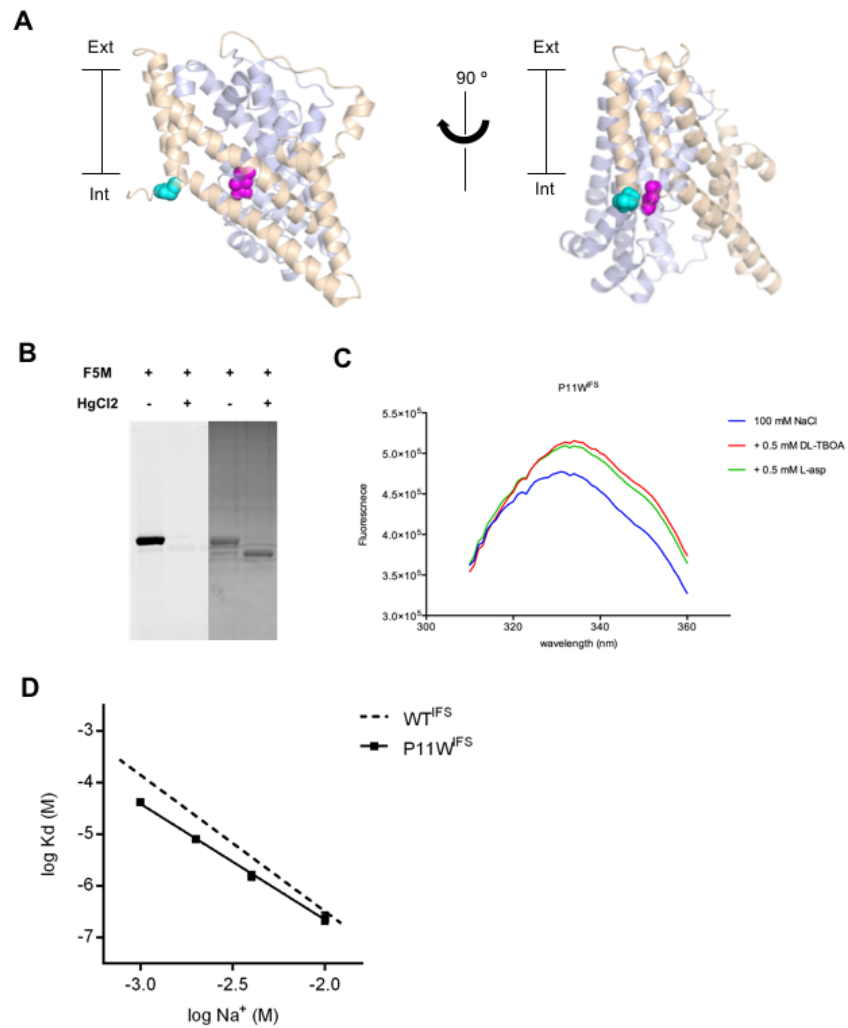 A
Ext
Int
90 º
Ext
Int
B
F5M + + + +
HgCl2 - + - +
C
P11W^IFS
5.5×10^5
5.0×10^5
4.5×10^5
4.0×10^5
3.5×10^5
3.0×10^5
Fluorescnece
300 320 340 360
wavelength (nm)
100 mM NaCl
+ 0.5 mM DL-TBOA
+ 0.5 mM L-asp
D
-3
-4
-5
-6
-7
log Kd (M)
-3.0 -2.5 -2.0
log Na^+ (M)
WT^IFS
P11W^IFS